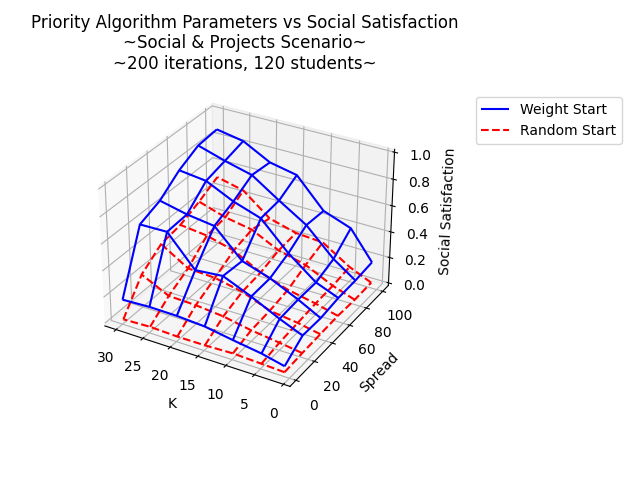 Priority Algorithm Parameters vs Social Satisfaction
~Social & Projects Scenario~
~200 iterations, 120 students~
Weight Start
Random Start
1.0
0.8
0.6
0.4
0.2
0.0
Social Satisfaction
100
80
60
40
20
0
Spread
30
25
20
15
10
5
0
K